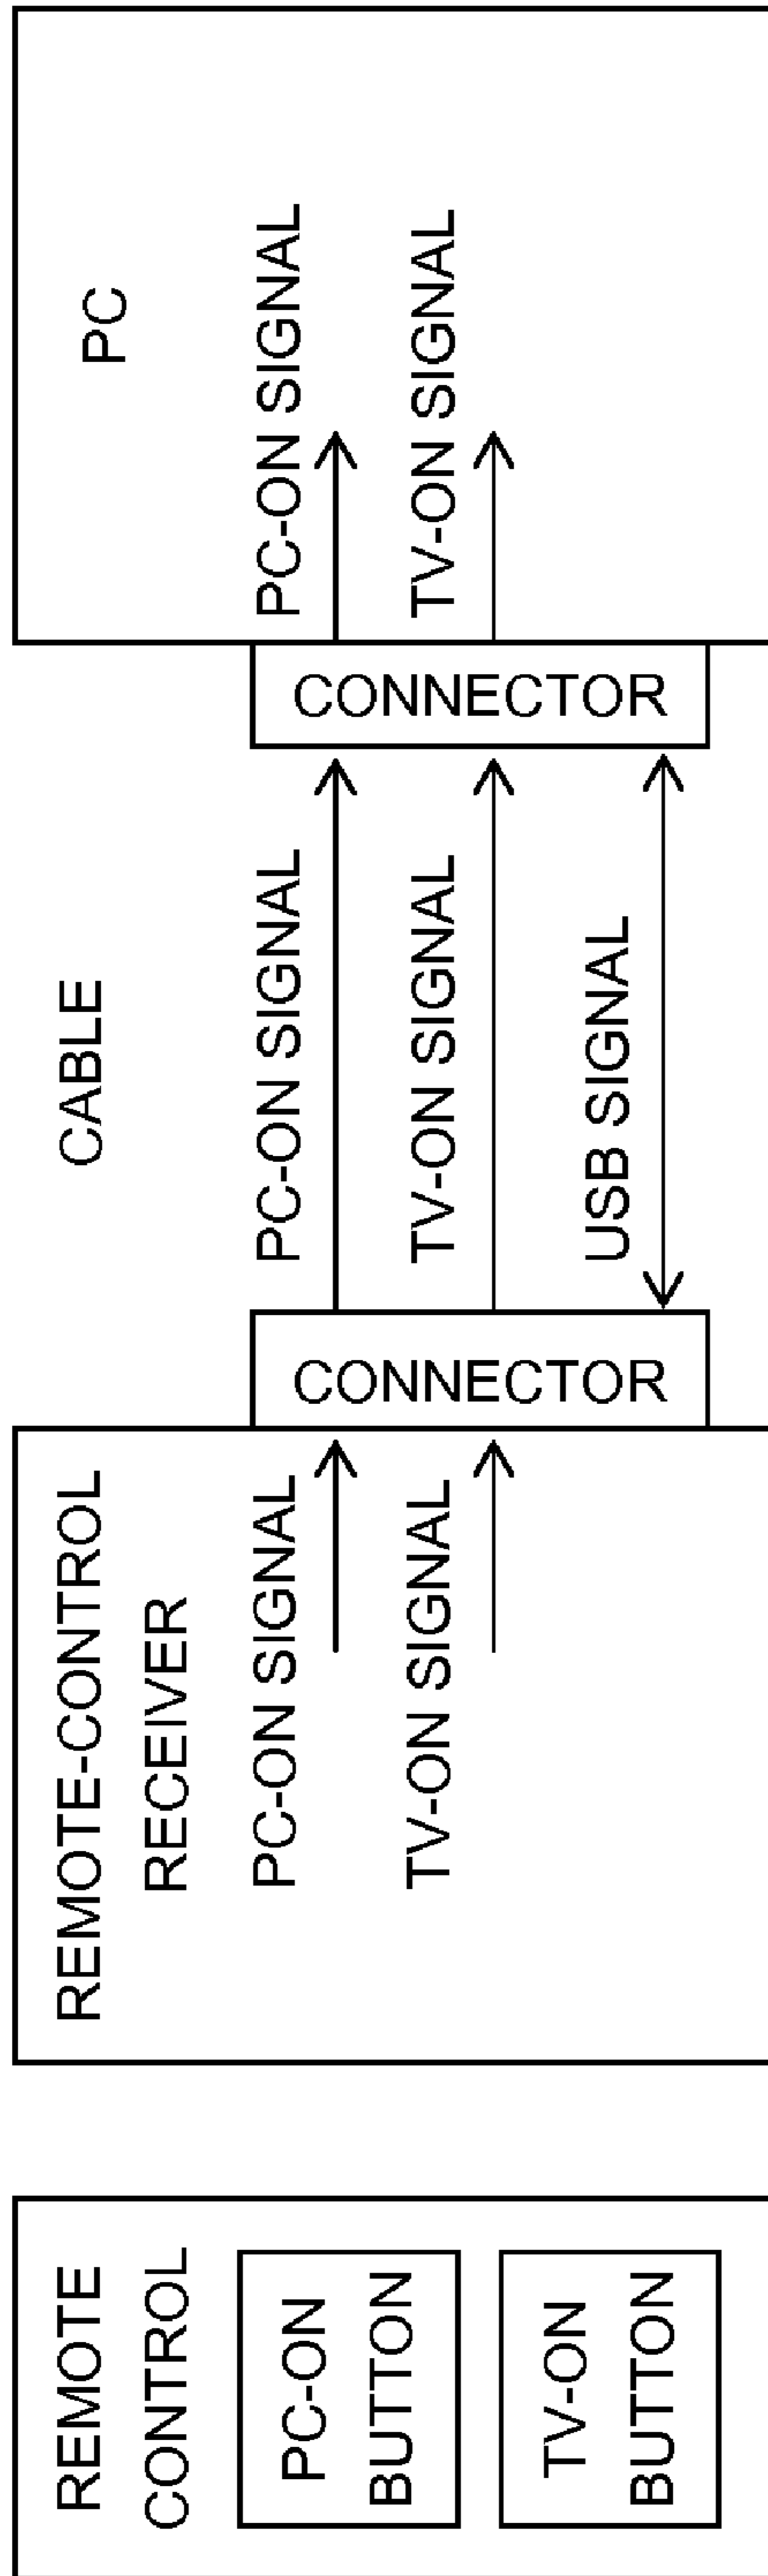 REMOTE
CONTROL
PC-ON
BUTTON
TV-ON
BUTTON
REMOTE-CONTROL
RECEIVER
PC-ON SIGNAL
TV-ON SIGNAL
CONNECTOR
CABLE
PC-ON SIGNAL
TV-ON SIGNAL
USB SIGNAL
CONNECTOR
PC
PC-ON SIGNAL
TV-ON SIGNAL